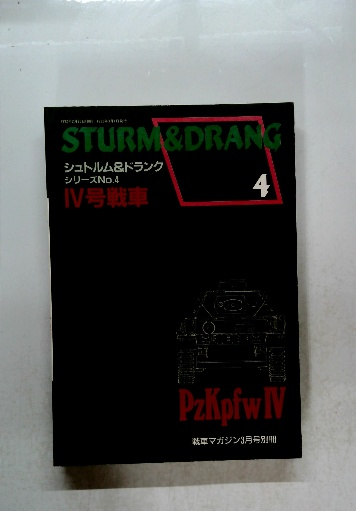 STURM&DRANG
シュトルム&ドランク
シリーズNo.4
4
IV号戦車
PzKpfw IV
戦車マガジン3月号別冊